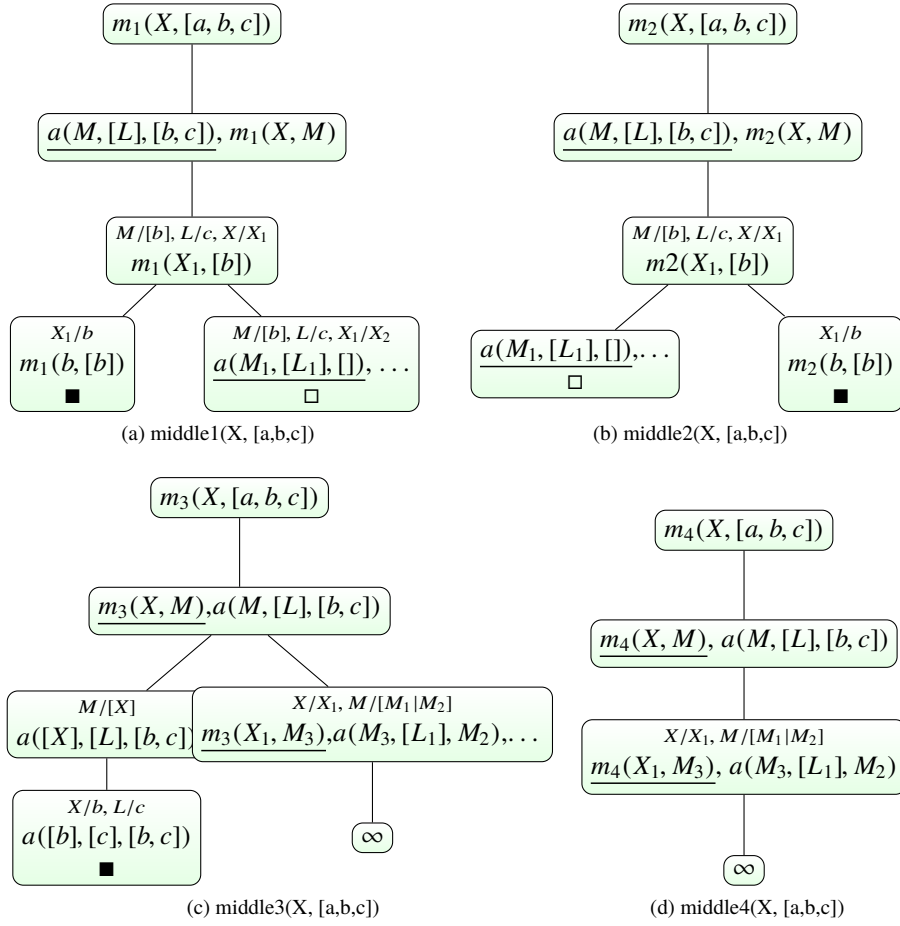 m₁(X, [a, b, c])
a(M, [L], [b, c]), m₁(X, M)
M/[b], L/c, X/X₁
m₁(X₁, [b])
X₁/b
m₁(b, [b])
■
M/[b], L/c, X₁/X₂
a(M₁, [L₁], []), . . .
□
(a) middle1(X, [a,b,c])
m₂(X, [a, b, c])
a(M, [L], [b, c]), m₂(X, M)
M/[b], L/c, X/X₁
m2(X₁, [b])
a(M₁, [L₁], []),. . .
□
X₁/b
m₂(b, [b])
■
(b) middle2(X, [a,b,c])
m₃(X, [a, b, c])
m₃(X, M),a(M, [L], [b, c])
M/[X]
a([X], [L], [b, c])
X/b, L/c
a([b], [c], [b, c])
■
X/X₁, M/[M₁|M₂]
m₃(X₁, M₃),a(M₃, [L₁], M₂),. . .
∞
(c) middle3(X, [a,b,c])
m₄(X, [a, b, c])
m₄(X, M), a(M, [L], [b, c])
X/X₁, M/[M₁|M₂]
m₄(X₁, M₃), a(M₃, [L₁], M₂)
∞
(d) middle4(X, [a,b,c])